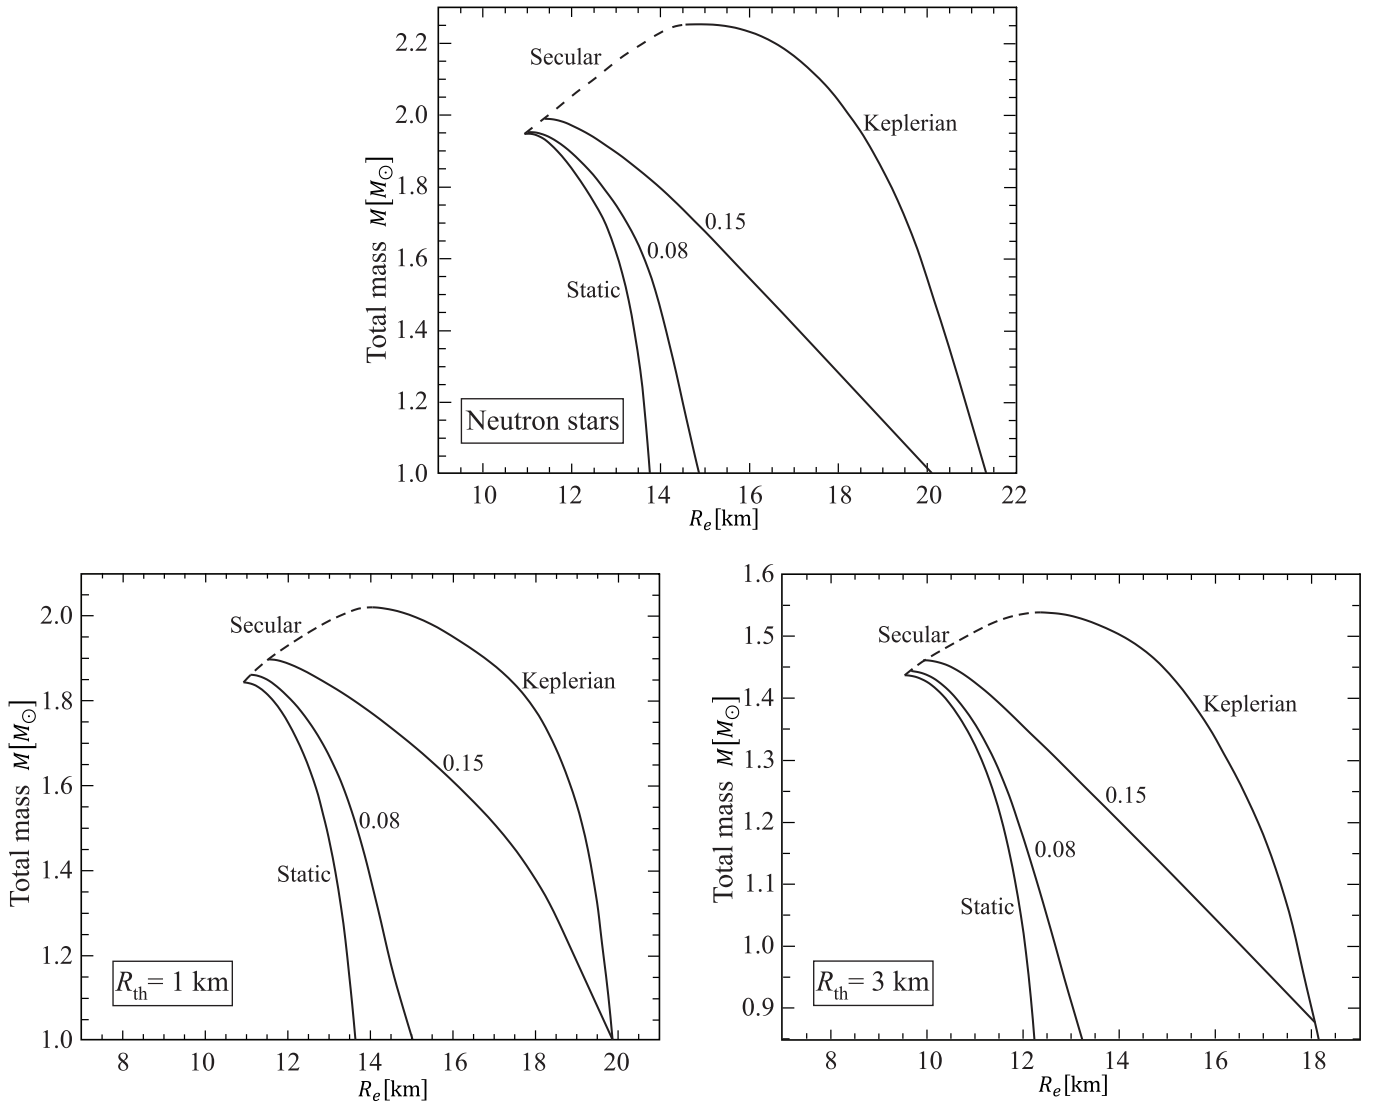 2.2
2.0
1.8
1.6
1.4
1.2
1.0
Total mass M[M☉]
Secular
Keplerian
0.15
0.08
Static
Neutron stars
10 12 14 16 18 20 22
Rₑ[km]
2.0
1.8
1.6
1.4
1.2
1.0
Total mass M[M☉]
Secular
Keplerian
0.15
0.08
Static
Rth= 1 km
8 10 12 14 16 18 20
Rₑ[km]
1.6
1.5
1.4
1.3
1.2
1.1
1.0
0.9
Total mass M[M☉]
Secular
Keplerian
0.15
0.08
Static
Rth= 3 km
8 10 12 14 16 18
Rₑ[km]